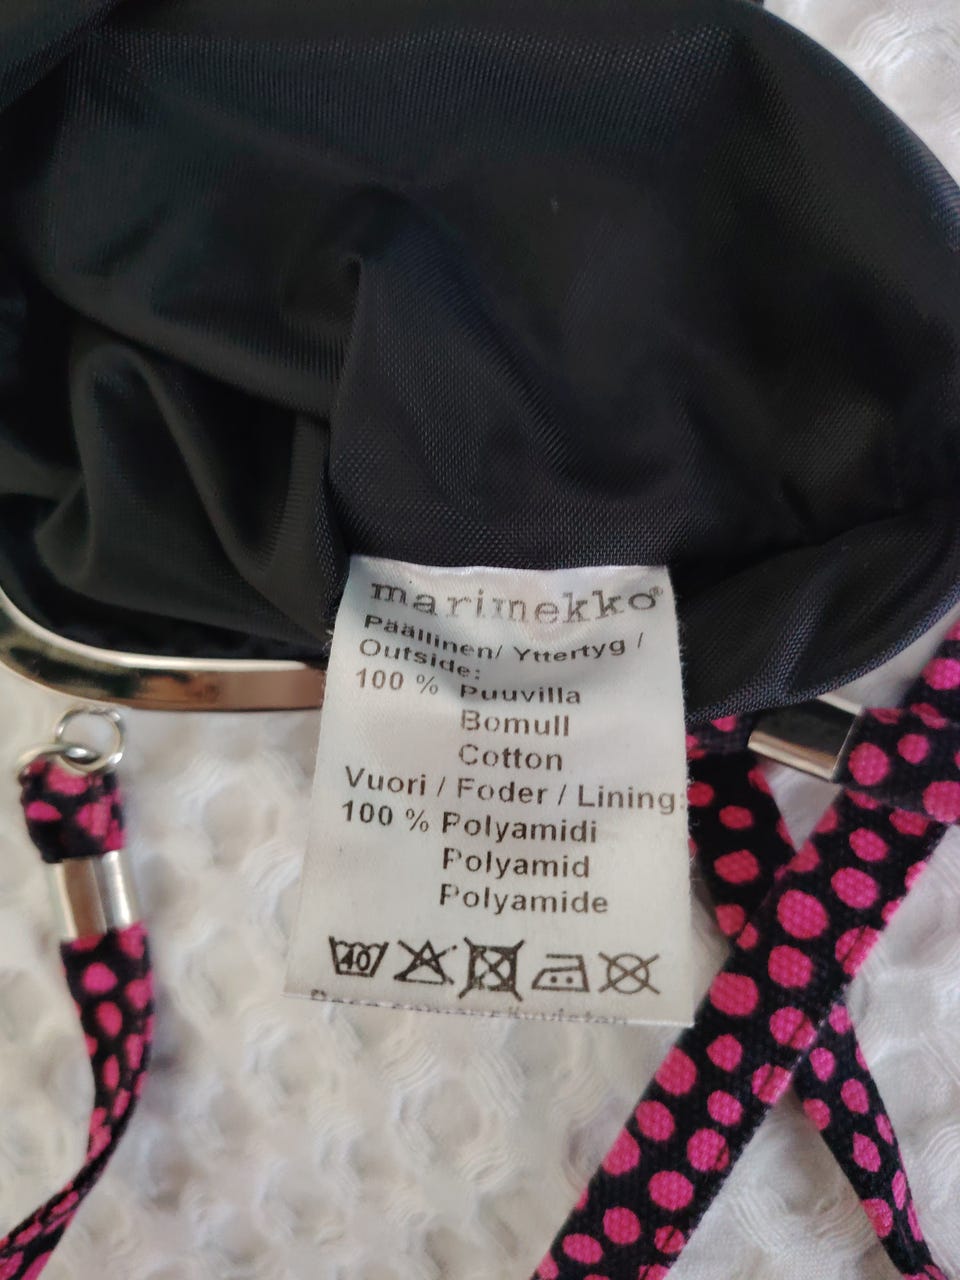 marimekko®
Päällinen/ Yttertyg /
Outside:
100 % Puuvilla
Bomull
Cotton
Vuori / Foder / Lining:
100 % Polyamidi
Polyamid
Polyamide
40